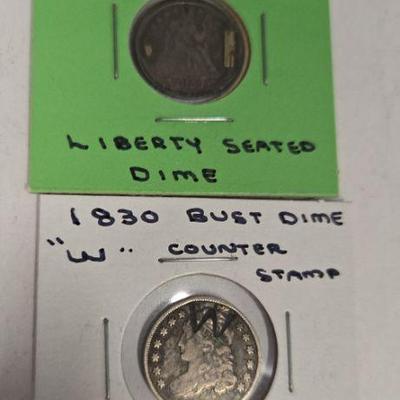 LIBERTY SEATED
DIME
1830 BUST DIME
"W" COUNTER
STAMP
W